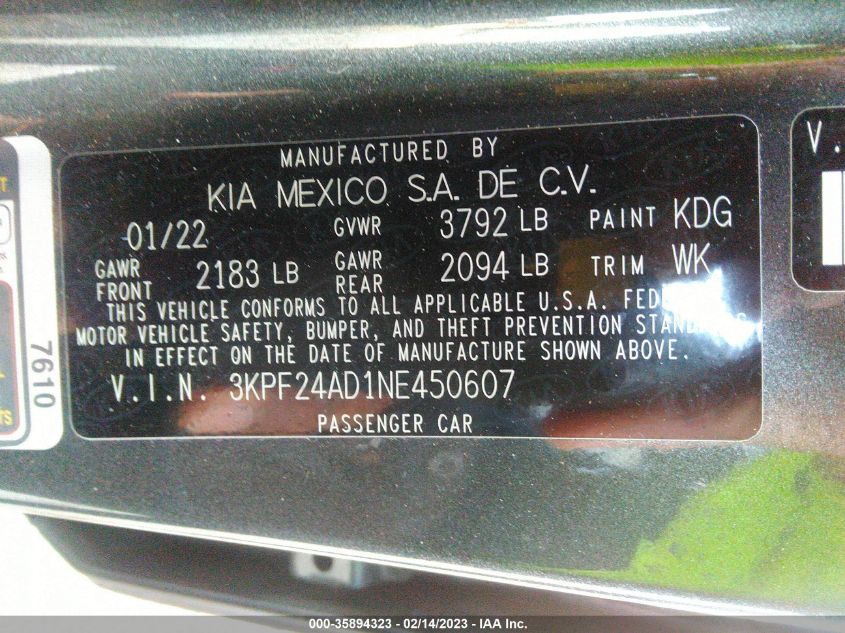 MANUFACTURED BY
KIA MEXICO S.A. DE C.V.
01/22 GVWR 3792 LB PAINT KDG
GAWR FRONT 2183 LB GAWR REAR 2094 LB TRIM WK
THIS VEHICLE CONFORMS TO ALL APPLICABLE U.S.A.
MOTOR VEHICLE SAFETY, BUMPER, AND THEFT PREVENTION
IN EFFECT ON THE DATE OF MANUFACTURE SHOWN ABOVE.
V.I.N. 3KPF24AD1NE450607
PASSENGER CAR
7610
V.
000-35894323 - 02/14/2023 - IAA Inc.